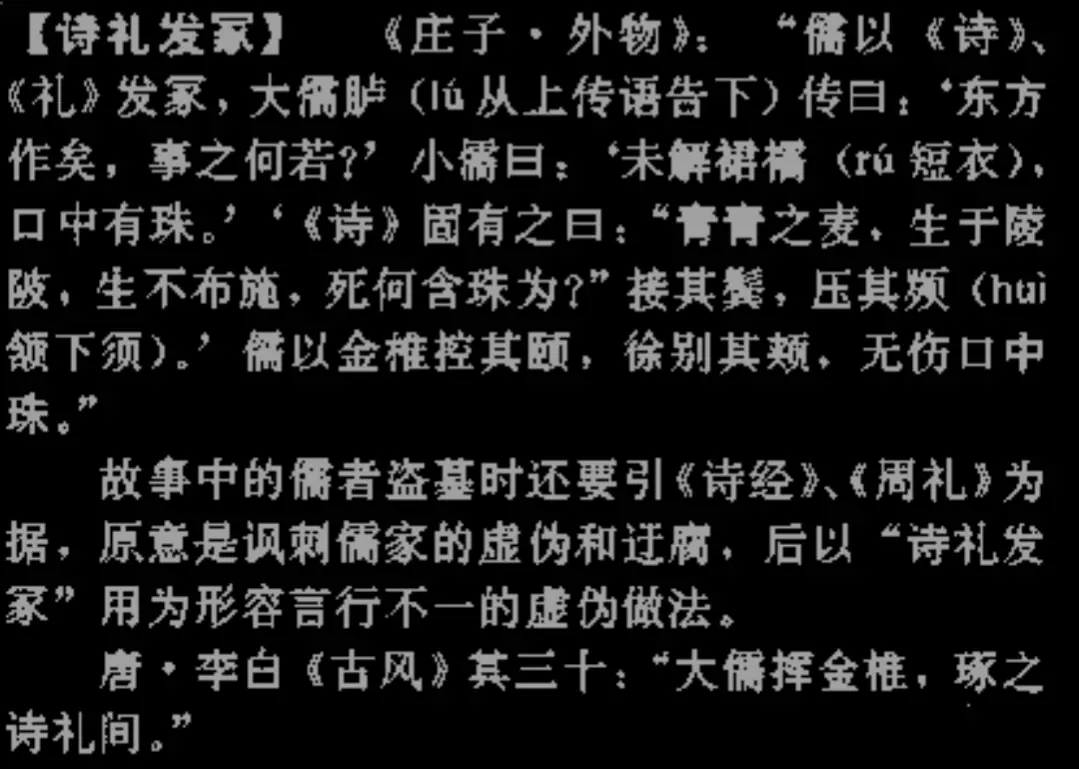 【诗礼发冢】 《庄子·外物》：“儒以《诗》、
《礼》发冢，大儒胪（lú 从上传语告下）传曰：‘东方
作矣，事之何若？’小儒曰：‘未解裙襦（rú 短衣），
口中有珠。’‘《诗》固有之曰：“青青之麦，生于陵
陂，生不布施，死何含珠为？”接其鬓，压其顪（huì
颔下须）。’儒以金椎控其颐，徐别其颊，无伤口中
珠。”
故事中的儒者盗墓时还要引《诗经》、《周礼》为
据，原意是讽刺儒家的虚伪和迂腐，后以“诗礼发
冢”用为形容言行不一的虚伪做法。
唐·李白《古风》其三十：“大儒挥金椎，琢之
诗礼间。”